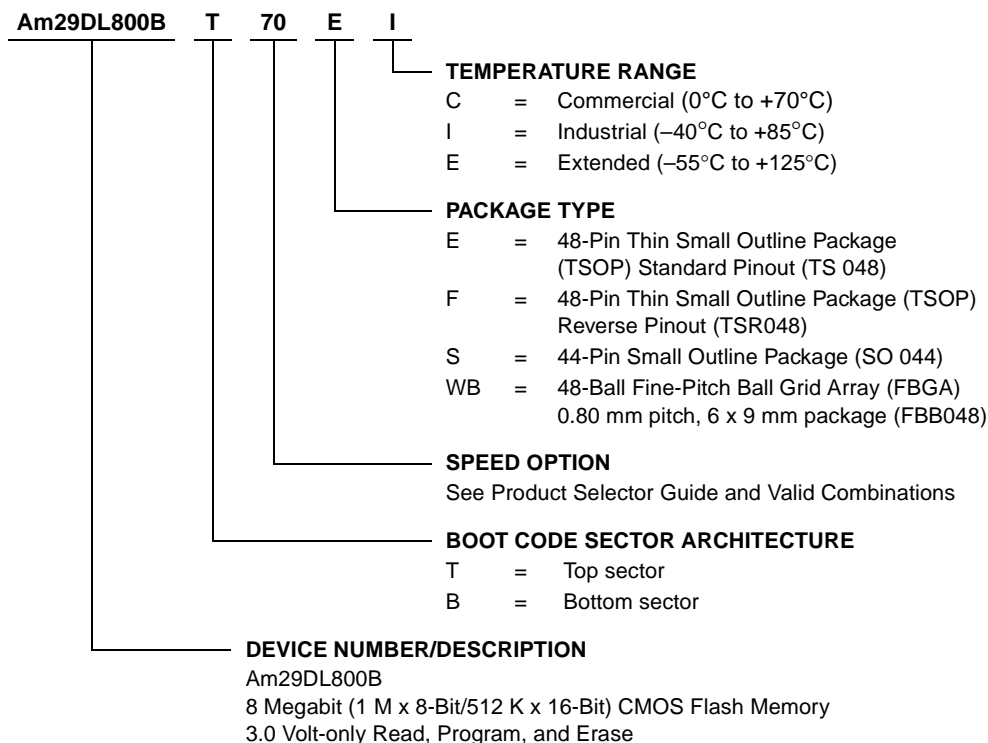 Am29DL800B T 70 E I
TEMPERATURE RANGE
C = Commercial (0°C to +70°C)
I = Industrial (–40°C to +85°C)
E = Extended (–55°C to +125°C)
PACKAGE TYPE
E = 48-Pin Thin Small Outline Package
(TSOP) Standard Pinout (TS 048)
F = 48-Pin Thin Small Outline Package (TSOP)
Reverse Pinout (TSR048)
S = 44-Pin Small Outline Package (SO 044)
WB = 48-Ball Fine-Pitch Ball Grid Array (FBGA)
0.80 mm pitch, 6 x 9 mm package (FBB048)
SPEED OPTION
See Product Selector Guide and Valid Combinations
BOOT CODE SECTOR ARCHITECTURE
T = Top sector
B = Bottom sector
DEVICE NUMBER/DESCRIPTION
Am29DL800B
8 Megabit (1 M x 8-Bit/512 K x 16-Bit) CMOS Flash Memory
3.0 Volt-only Read, Program, and Erase